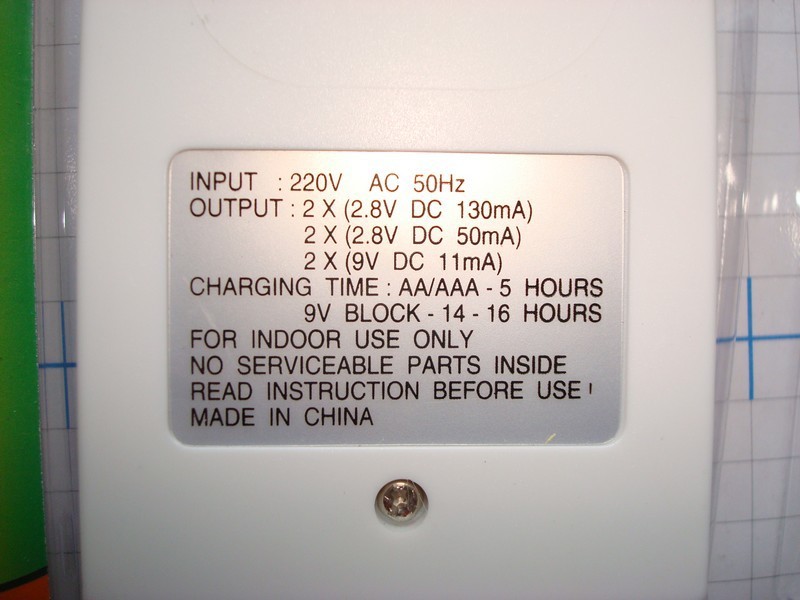 INPUT : 220V AC 50Hz
OUTPUT : 2 X (2.8V DC 130mA)
2 X (2.8V DC 50mA)
2 X (9V DC 11mA)
CHARGING TIME : AA/AAA - 5 HOURS
9V BLOCK - 14 - 16 HOURS
FOR INDOOR USE ONLY
NO SERVICEABLE PARTS INSIDE
READ INSTRUCTION BEFORE USE !
MADE IN CHINA